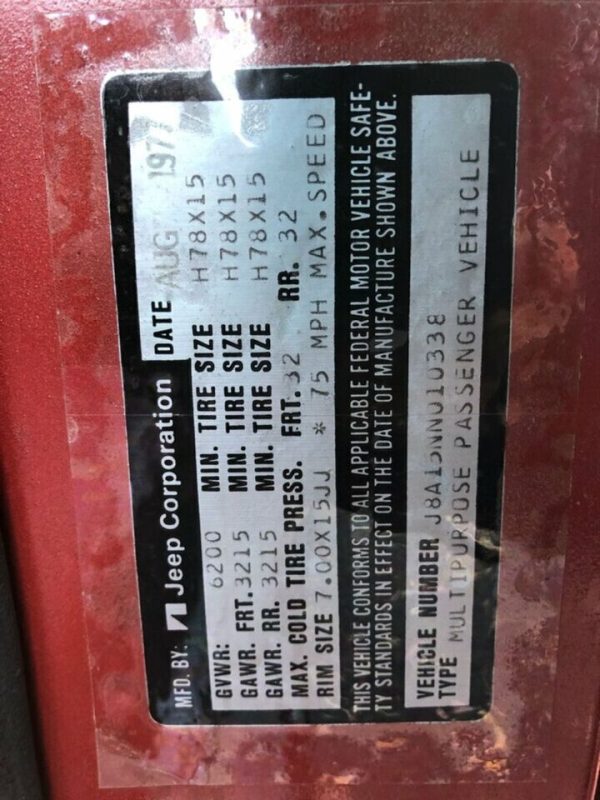 MFD. BY: Jeep Corporation DATE AUG 1977
GVWR: 6200 MIN. TIRE SIZE H78X15
GAWR. FRT. 3215 MIN. TIRE SIZE H78X15
GAWR. RR. 3215 MIN. TIRE SIZE H78X15
MAX. COLD TIRE PRESS. FRT. 32 RR. 32
RIM SIZE 7.00X15JJ * 75 MPH MAX. SPEED
THIS VEHICLE CONFORMS TO ALL APPLICABLE FEDERAL MOTOR VEHICLE SAFE-
TY STANDARDS IN EFFECT ON THE DATE OF MANUFACTURE SHOWN ABOVE.
VEHICLE NUMBER J8A15NN010338
TYPE MULTIPURPOSE PASSENGER VEHICLE